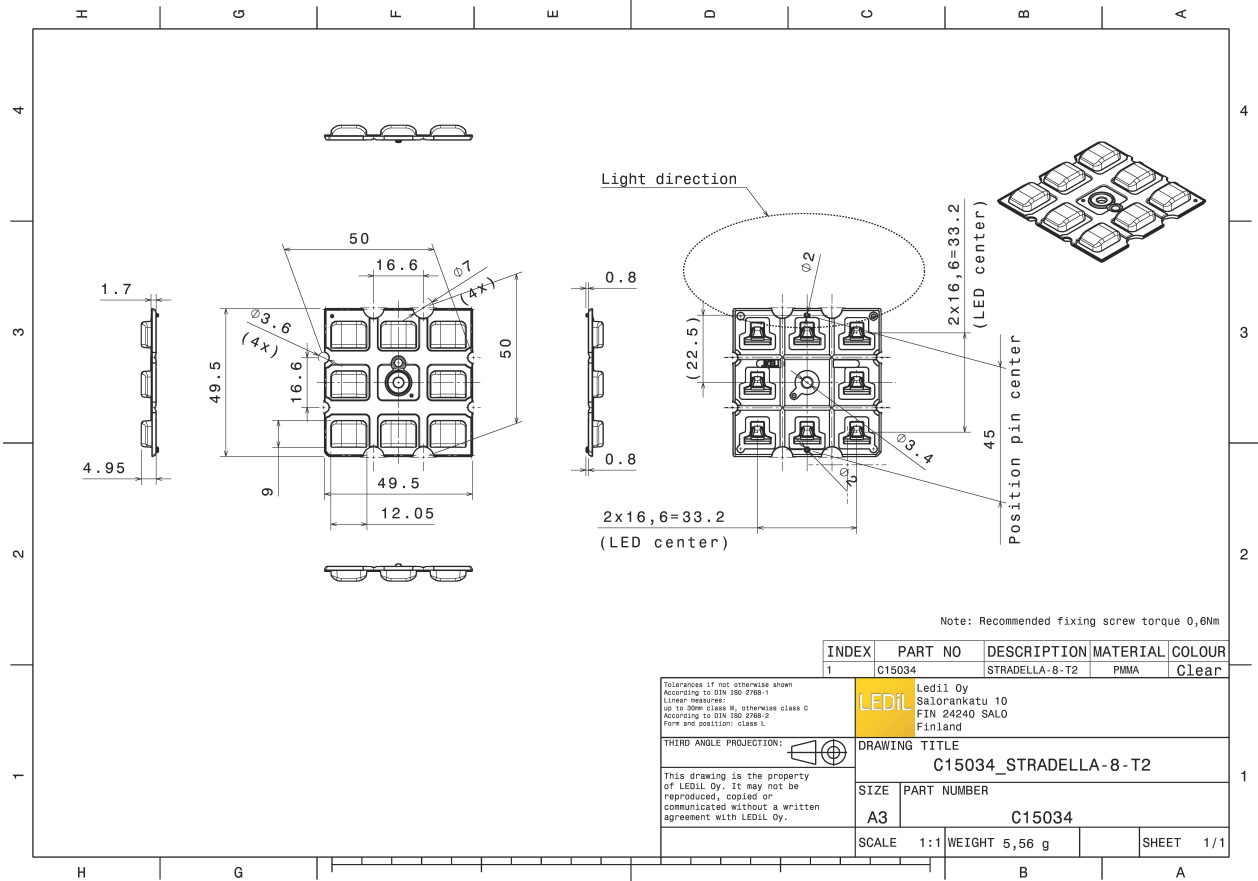 H G F E D C B A
4 4
Light direction
50
16.6
Ø7
(4x)
Ø2
2x16,6=33.2
(LED center)
1.7
0.8
3 3
Ø3.6
(4x)
49.5
16.6
50
(22.5)
Position pin center
45
4.95
9
49.5
12.05
0.8
Ø3.4
Ø2
2x16,6=33.2
(LED center)
2 2
Note: Recommended fixing screw torque 0,6Nm
INDEX PART NO DESCRIPTION MATERIAL COLOUR
1 C15034 STRADELLA-8-T2 PMMA Clear
Tolerances if not otherwise shown
According to DIN ISO 2768-1
Linear measures:
up to 30mm class M, otherwise class C
According to DIN ISO 2768-2
Form and position: class L
LEDiL
Ledil Oy
Salorankatu 10
FIN 24240 SALO
Finland
THIRD ANGLE PROJECTION:
DRAWING TITLE
C15034_STRADELLA-8-T2
1 1
This drawing is the property
of LEDiL Oy. It may not be
reproduced, copied or
communicated without a written
agreement with LEDiL Oy.
SIZE PART NUMBER
A3 C15034
SCALE 1:1 WEIGHT 5,56 g SHEET 1/1
H G B A